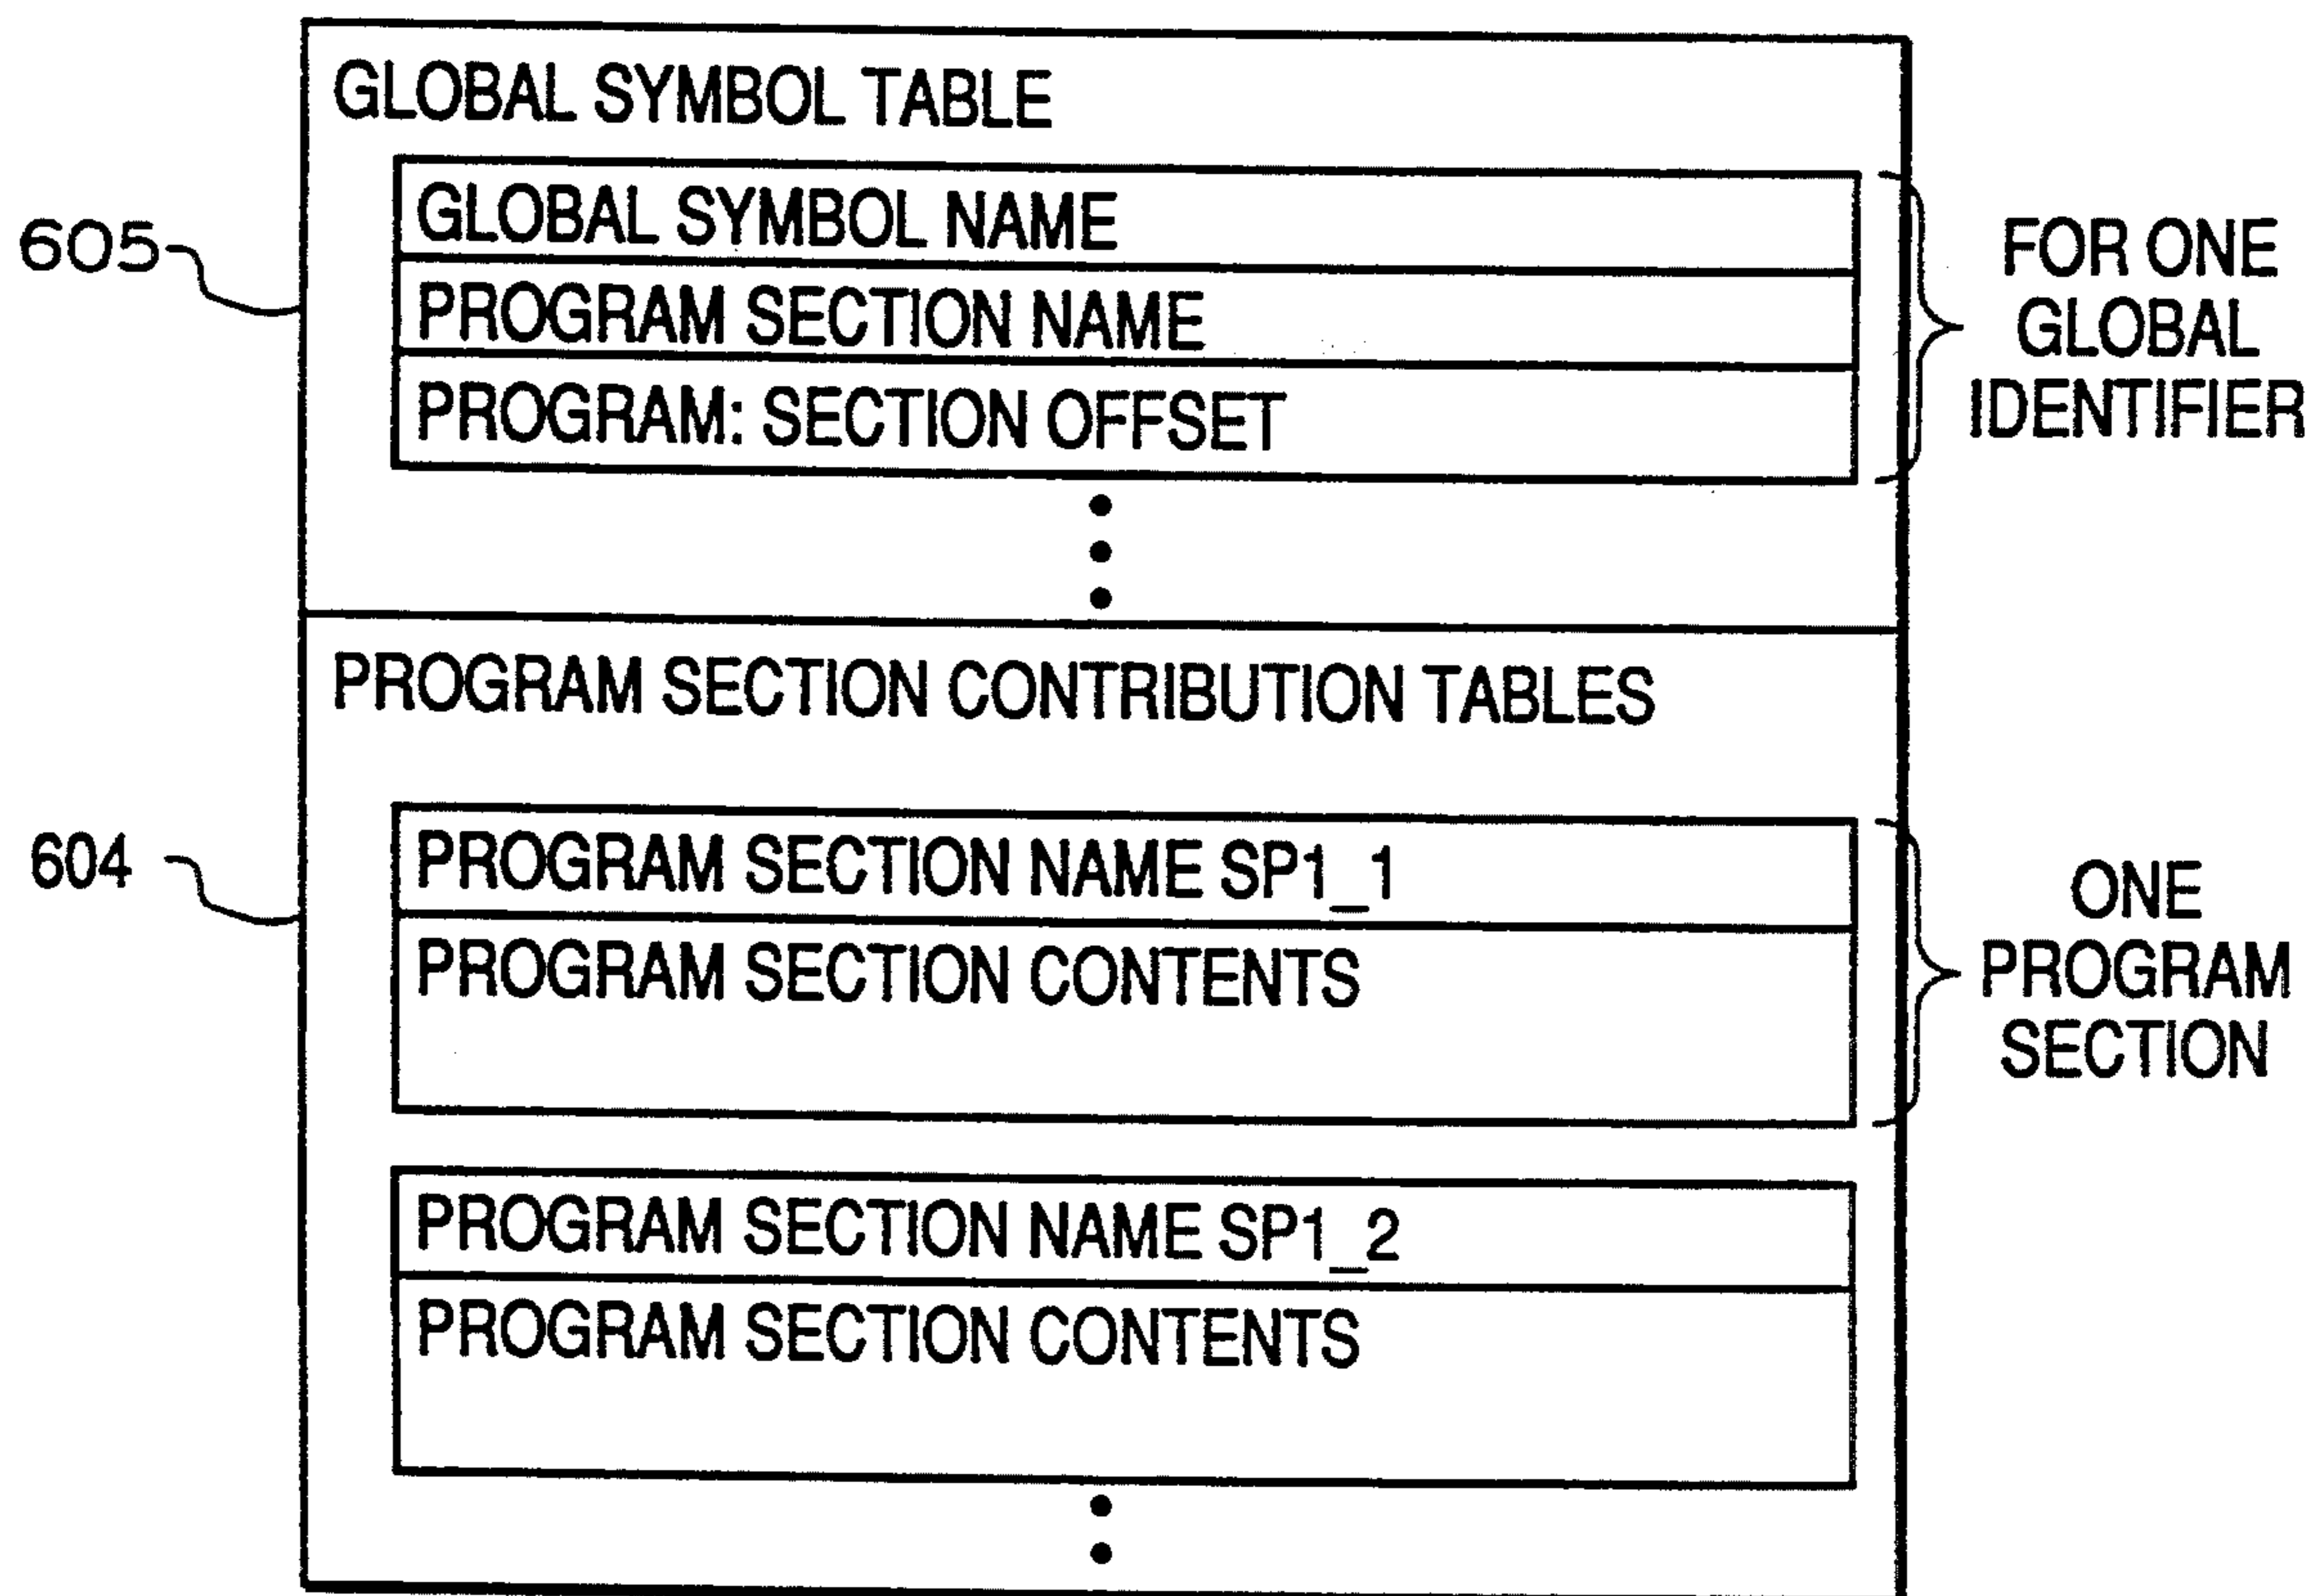 GLOBAL SYMBOL TABLE
GLOBAL SYMBOL NAME
PROGRAM SECTION NAME
PROGRAM: SECTION OFFSET
605
FOR ONE
GLOBAL
IDENTIFIER
PROGRAM SECTION CONTRIBUTION TABLES
PROGRAM SECTION NAME SP1_1
PROGRAM SECTION CONTENTS
604
ONE
PROGRAM
SECTION
PROGRAM SECTION NAME SP1_2
PROGRAM SECTION CONTENTS